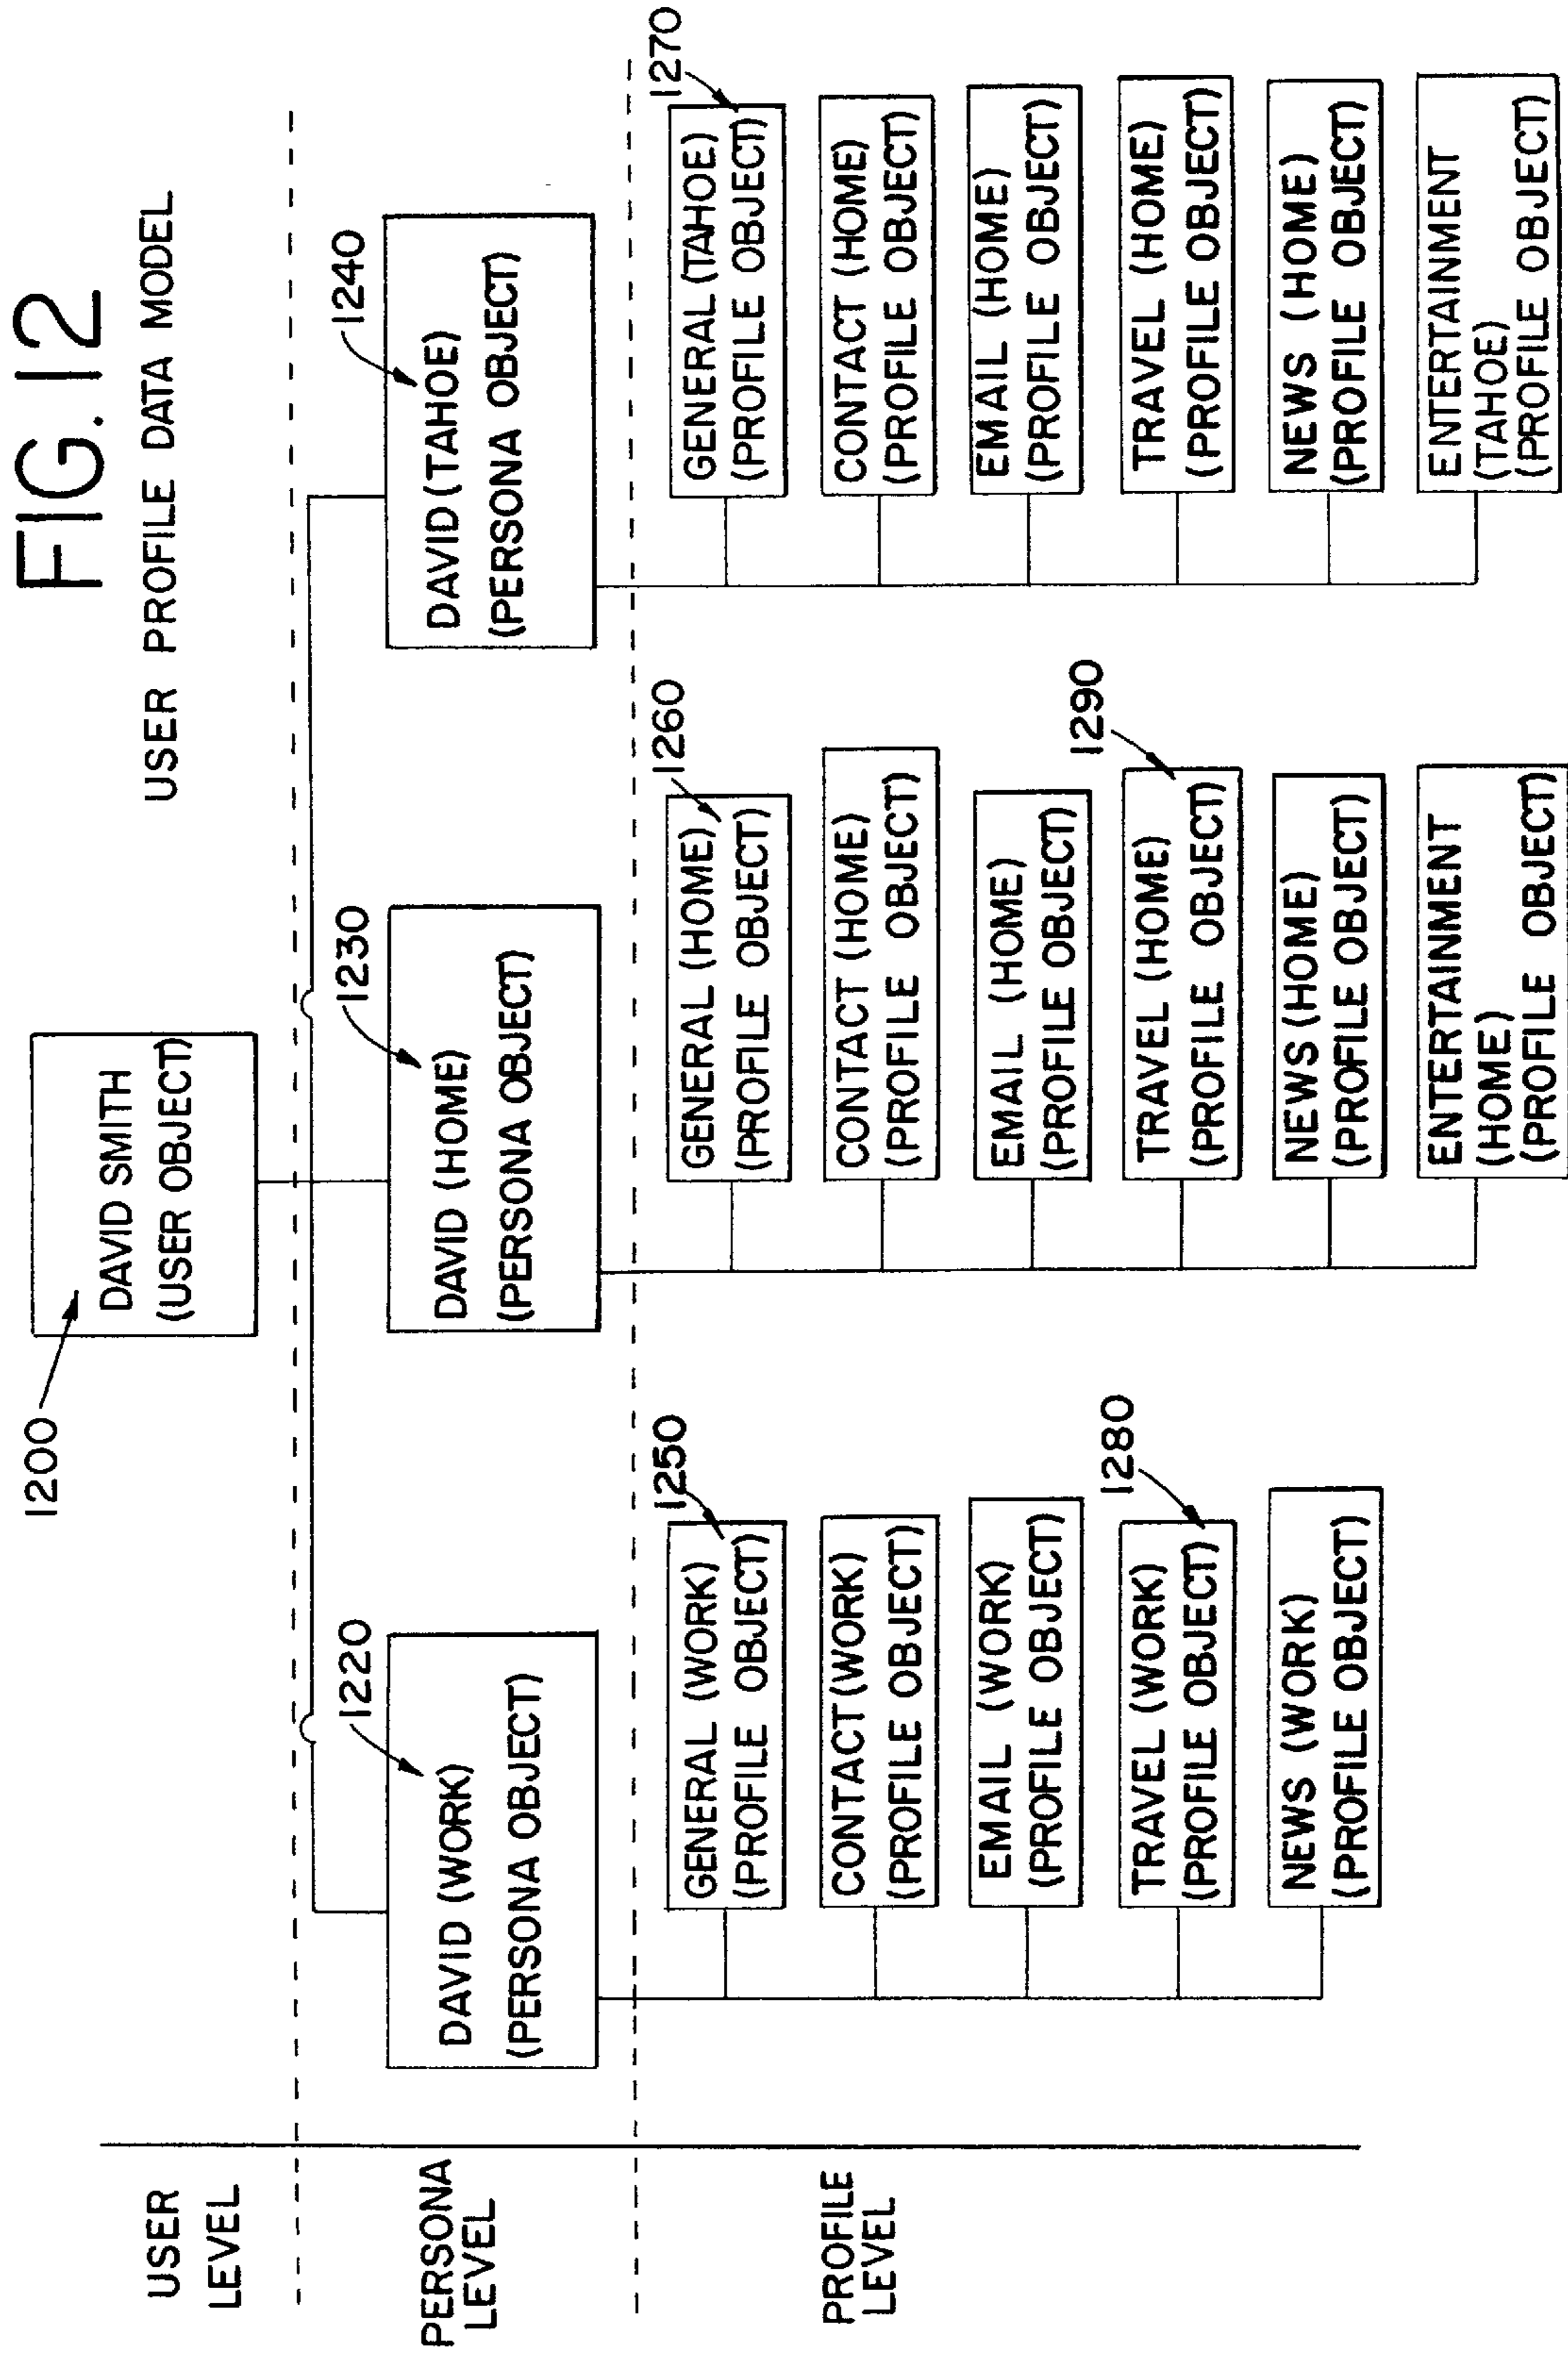 FIG. 12
USER PROFILE DATA MODEL
USER
LEVEL
1200
DAVID SMITH
(USER OBJECT)
PERSONA
LEVEL
1220
DAVID (WORK)
(PERSONA OBJECT)
1230
DAVID (HOME)
(PERSONA OBJECT)
1240
DAVID (TAHOE)
(PERSONA OBJECT)
PROFILE
LEVEL
1250
GENERAL (WORK)
(PROFILE OBJECT)
CONTACT (WORK)
(PROFILE OBJECT)
EMAIL (WORK)
(PROFILE OBJECT)
1280
TRAVEL (WORK)
(PROFILE OBJECT)
NEWS (WORK)
(PROFILE OBJECT)
1260
GENERAL (HOME)
(PROFILE OBJECT)
CONTACT (HOME)
(PROFILE OBJECT)
EMAIL (HOME)
(PROFILE OBJECT)
1290
TRAVEL (HOME)
(PROFILE OBJECT)
NEWS (HOME)
(PROFILE OBJECT)
ENTERTAINMENT
(HOME)
(PROFILE OBJECT)
1270
GENERAL (TAHOE)
(PROFILE OBJECT)
CONTACT (HOME)
(PROFILE OBJECT)
EMAIL (HOME)
(PROFILE OBJECT)
TRAVEL (HOME)
(PROFILE OBJECT)
NEWS (HOME)
(PROFILE OBJECT)
ENTERTAINMENT
(TAHOE)
(PROFILE OBJECT)